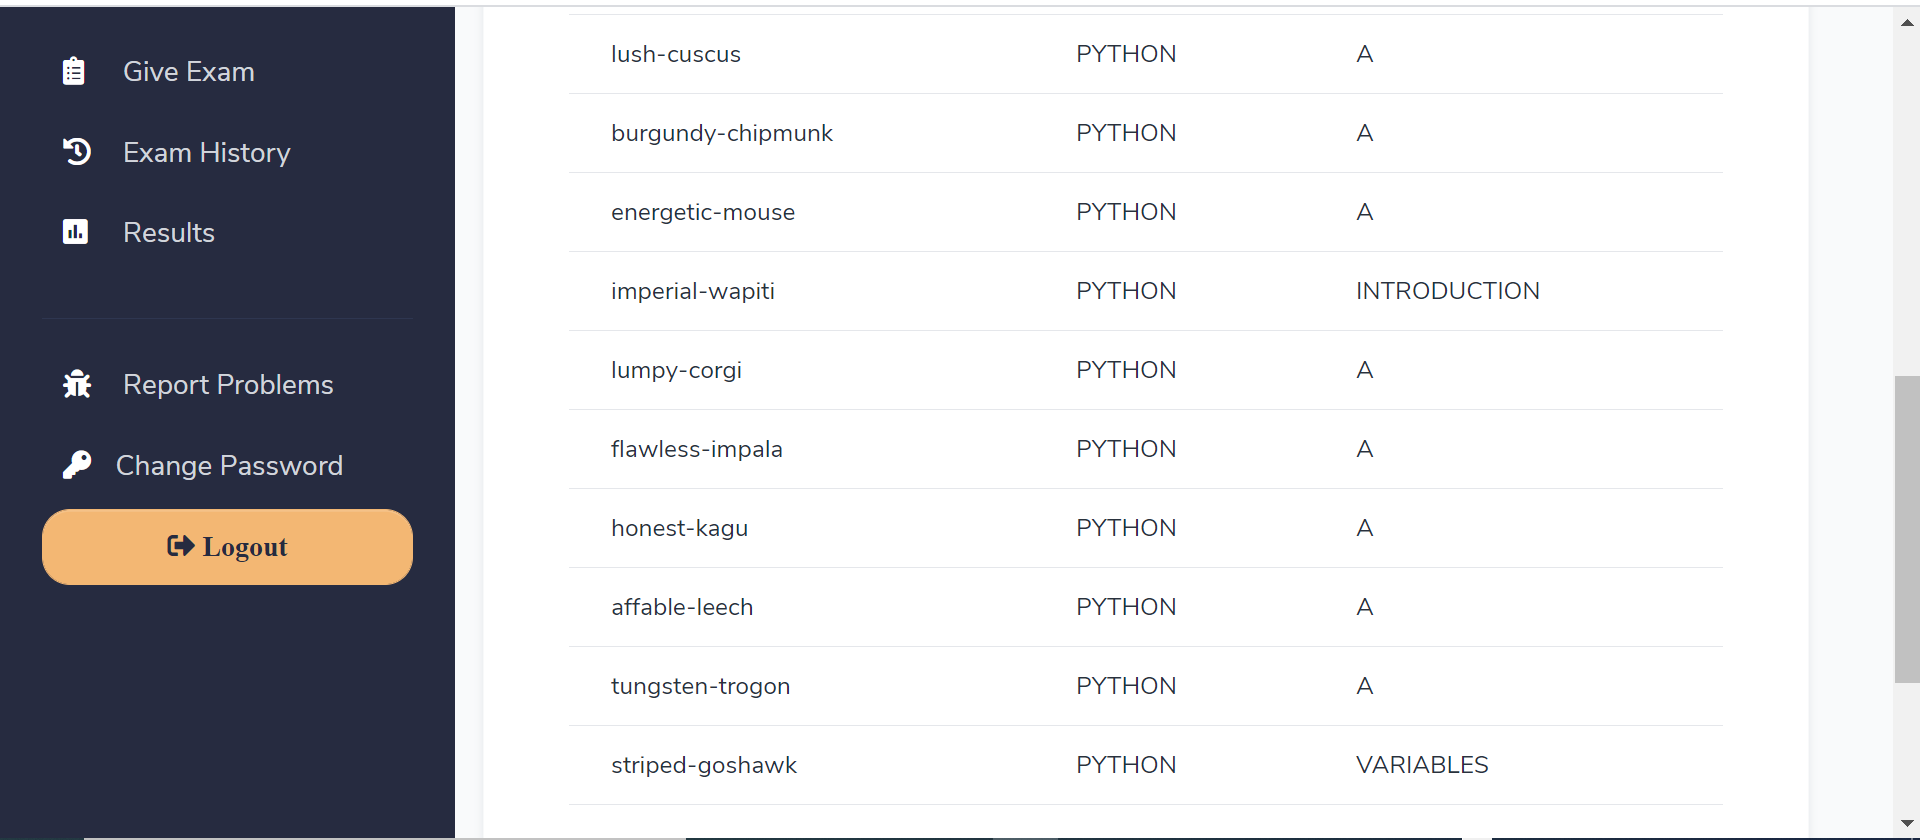 Give Exam
Exam History
Results
Report Problems
Change Password
Logout
lush-cuscus PYTHON A
burgundy-chipmunk PYTHON A
energetic-mouse PYTHON A
imperial-wapiti PYTHON INTRODUCTION
lumpy-corgi PYTHON A
flawless-impala PYTHON A
honest-kagu PYTHON A
affable-leech PYTHON A
tungsten-trogon PYTHON A
striped-goshawk PYTHON VARIABLES